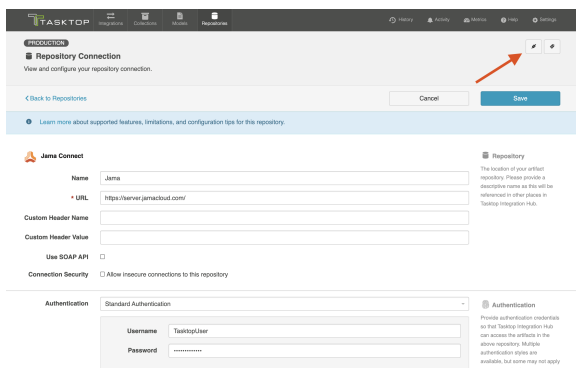 TASKTOP
Integrations
Collections
Models
Repositories
History
Activity
Metrics
Help
Settings
PRODUCTION
Repository Connection
View and configure your repository connection.
Back to Repositories
Cancel
Save
Learn more about supported features, limitations, and configuration tips for this repository.
Jama Connect
Name
Jama
* URL
https://server.jamacloud.com/
Custom Header Name
Custom Header Value
Use SOAP API
Connection Security
Allow insecure connections to this repository
Repository
The location of your artifact
repository. Please provide a
descriptive name as this will be
referenced in other places in
Tasktop Integration Hub.
Authentication
Standard Authentication
Username
TasktopUser
Password
•••••••••••••
Authentication
Provide authentication credentials
so that Tasktop Integration Hub
can access the artifacts in the
above repository. Multiple
authentication styles are
available, but some may not apply